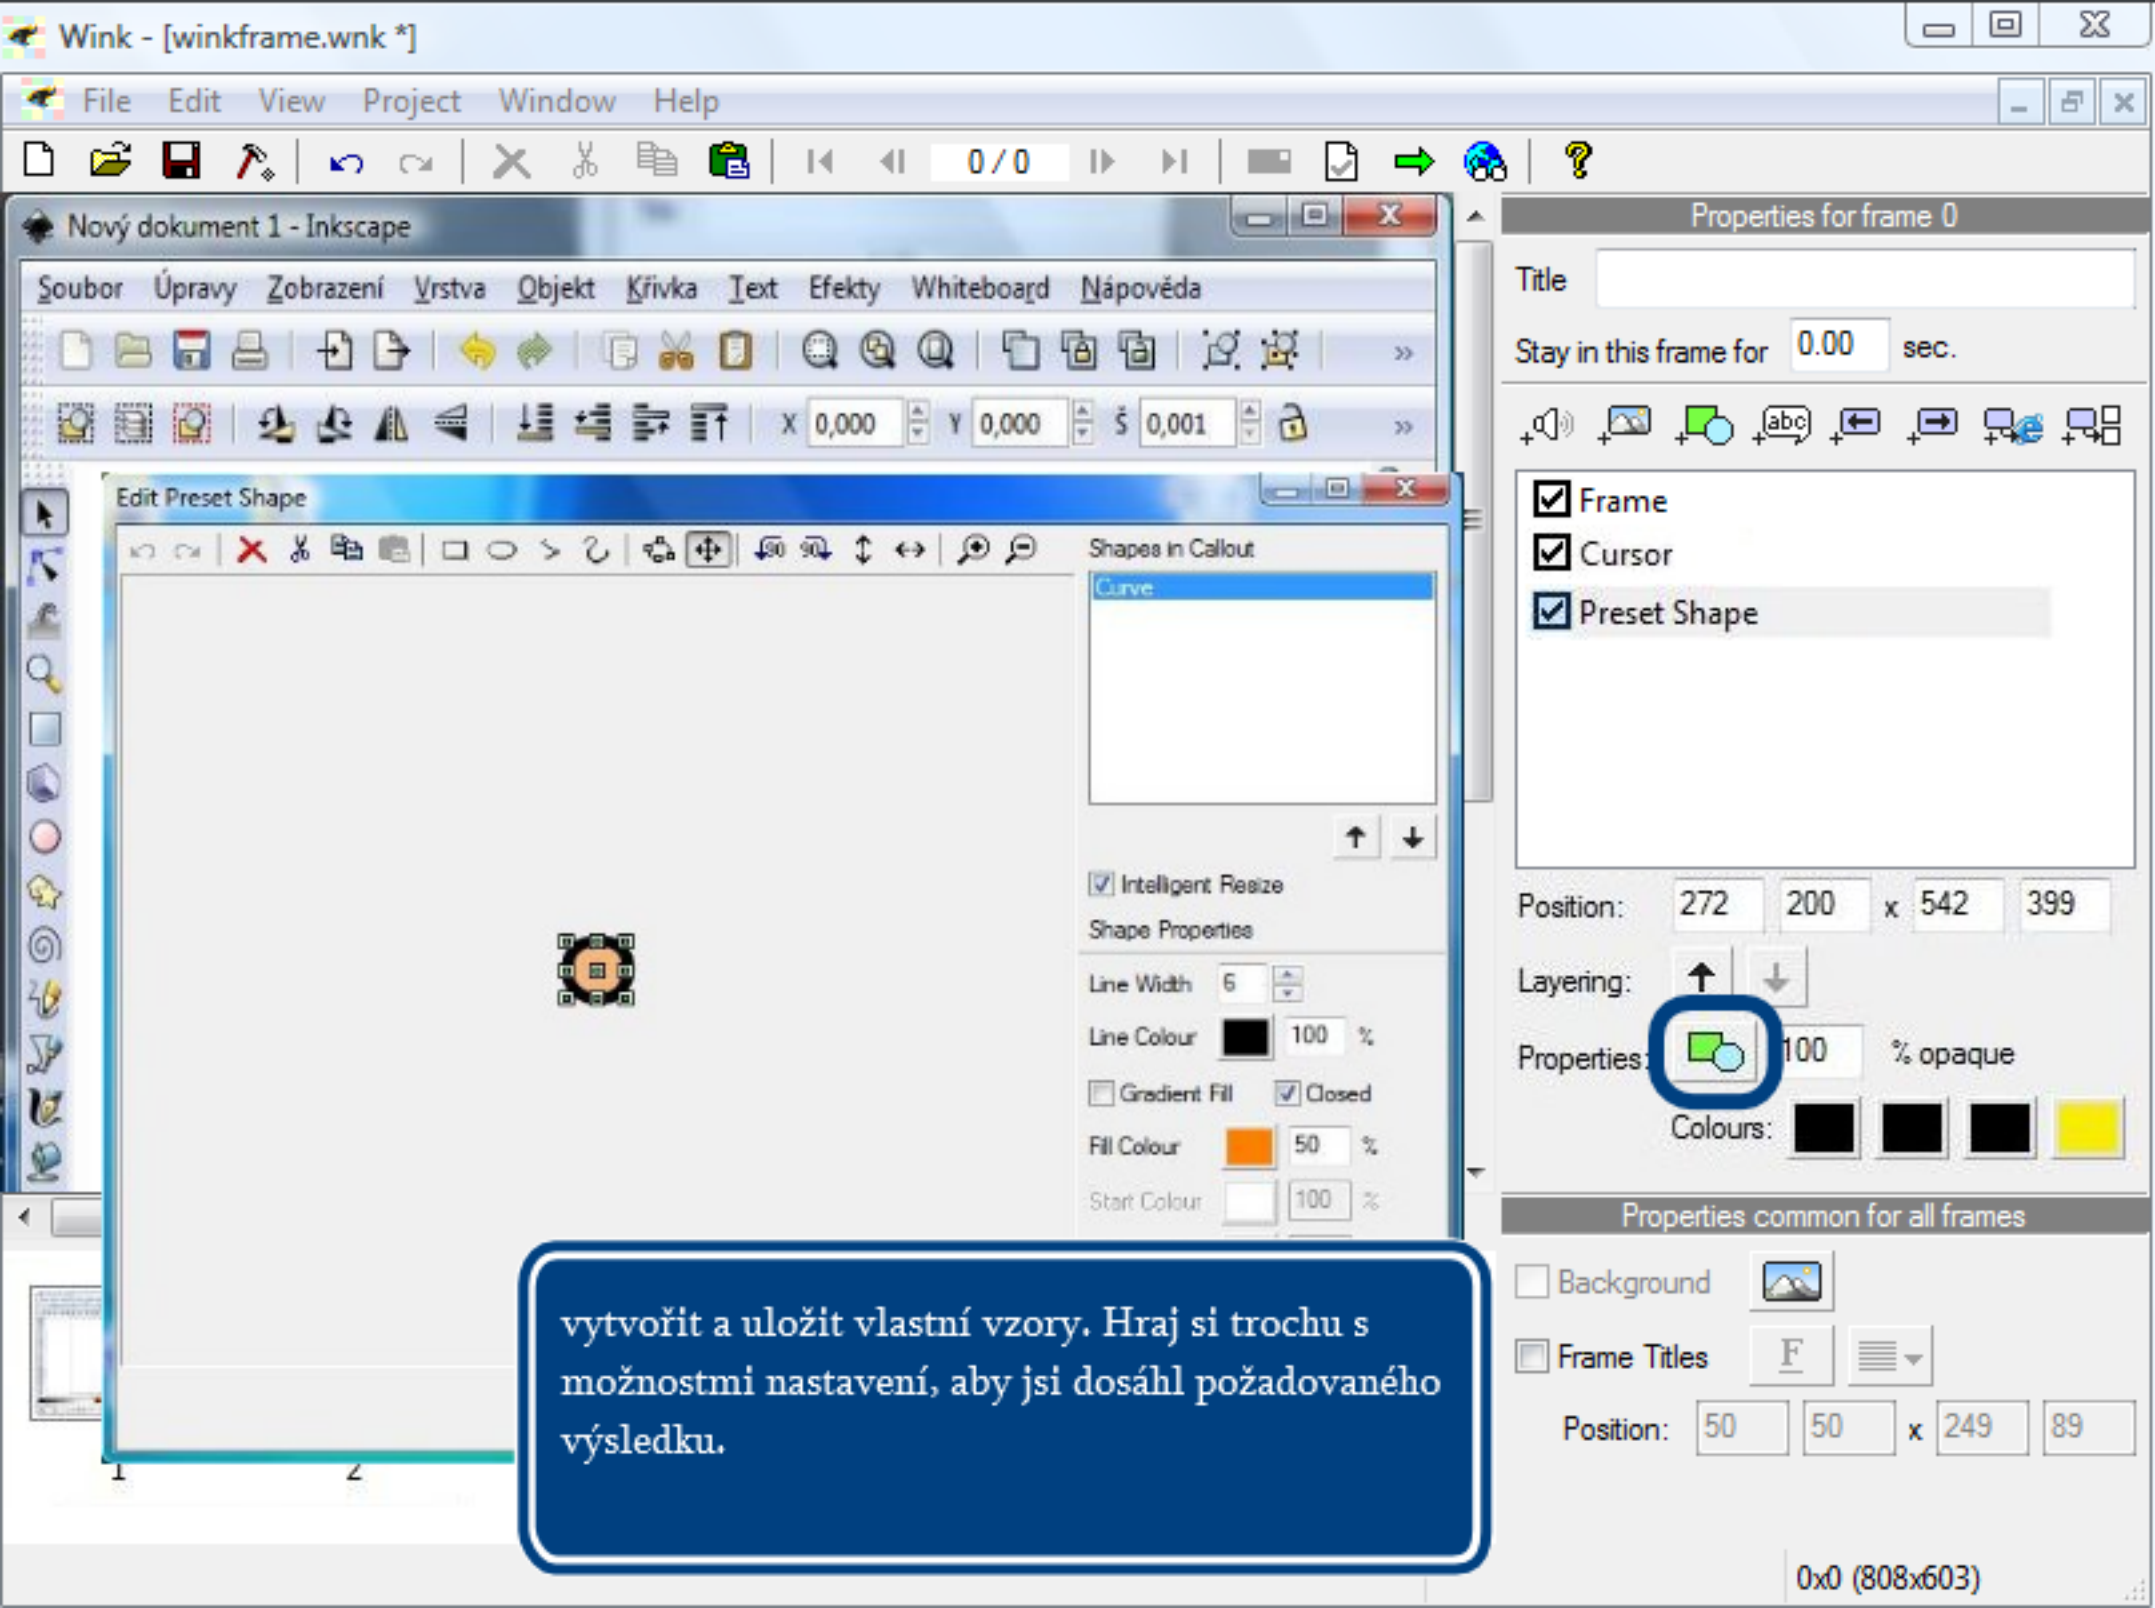 Wink - [winkframe.wnk *]
File Edit View Project Window Help
0 / 0
Nový dokument 1 - Inkscape
Soubor Úpravy Zobrazení Vrstva Objekt Křivka Text Efekty Whiteboard Nápověda
X 0,000 Y 0,000 Š 0,001
Edit Preset Shape
90 90
Shapes in Callout
Curve
Intelligent Resize
Shape Properties
Line Width 6
Line Colour 100 %
Gradient Fill Closed
Fill Colour 50 %
Start Colour 100 %
vytvořit a uložit vlastní vzory. Hraj si trochu s
možnostmi nastavení, aby jsi dosáhl požadovaného
výsledku.
1 2
Properties for frame 0
Title
Stay in this frame for 0.00 sec.
abc
Frame
Cursor
Preset Shape
Position: 272 200 x 542 399
Layering:
Properties: 100 % opaque
Colours:
Properties common for all frames
Background
Frame Titles F
Position: 50 50 x 249 89
0x0 (808x603)